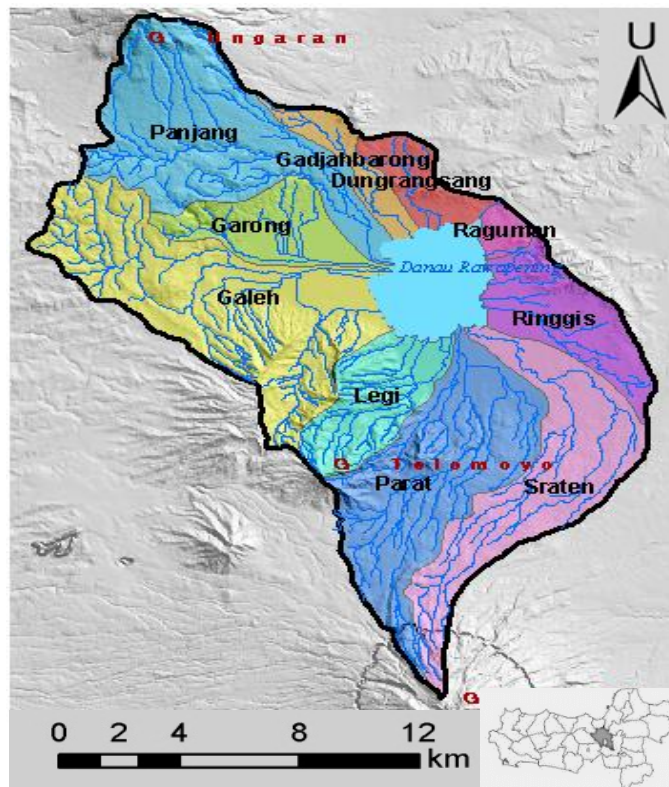 U
G Ungaran
Panjang
Gadjahbarong
Dungrangsang
Garong
Raguman
Danau Rawapening
Galeh
Ringgis
Legi
G Telomoyo
Parat
Sraten
G
0 2 4 8 12
km